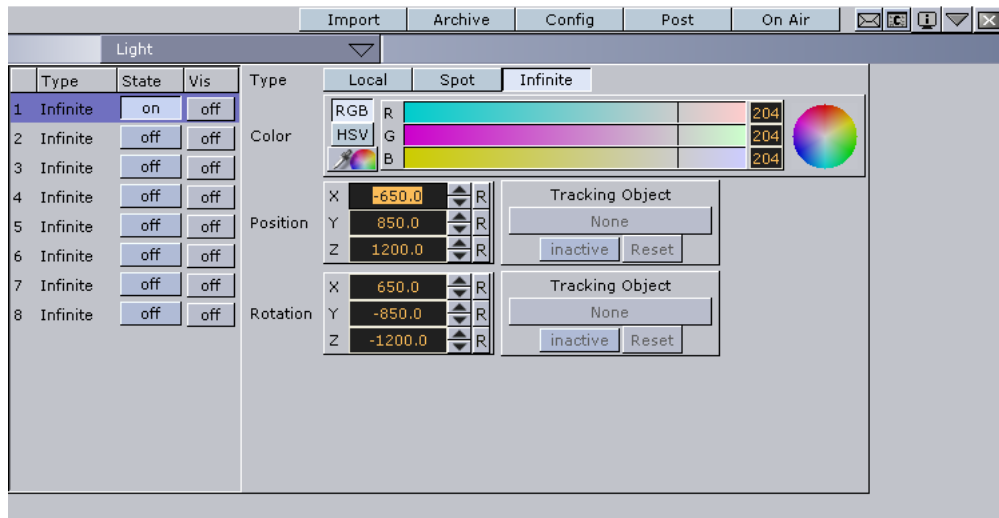 Import Archive Config Post On Air
Light
Type State Vis Type Local Spot Infinite
1 Infinite on off
2 Infinite off off
3 Infinite off off
4 Infinite off off
5 Infinite off off
6 Infinite off off
7 Infinite off off
8 Infinite off off
Color
RGB R 204
HSV G 204
B 204
Position
X -650.0 R
Y 850.0 R
Z 1200.0 R
Tracking Object
None
inactive Reset
Rotation
X 650.0 R
Y -850.0 R
Z -1200.0 R
Tracking Object
None
inactive Reset